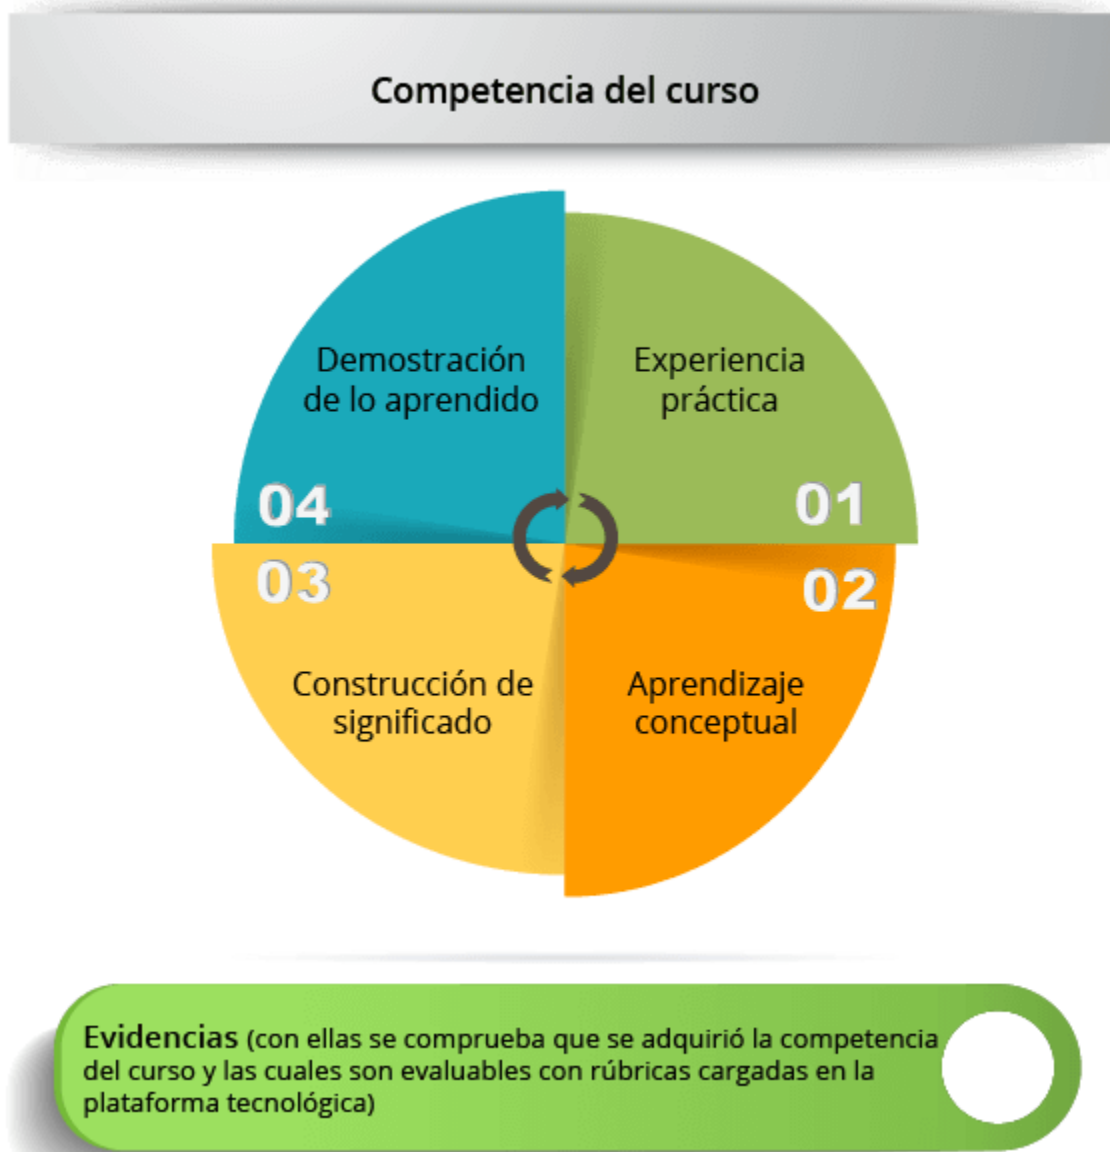 Competencia del curso
Demostración
de lo aprendido
04
Experiencia
práctica
01
03
Construcción de
significado
02
Aprendizaje
conceptual
Evidencias (con ellas se comprueba que se adquirió la competencia
del curso y las cuales son evaluables con rúbricas cargadas en la
plataforma tecnológica)